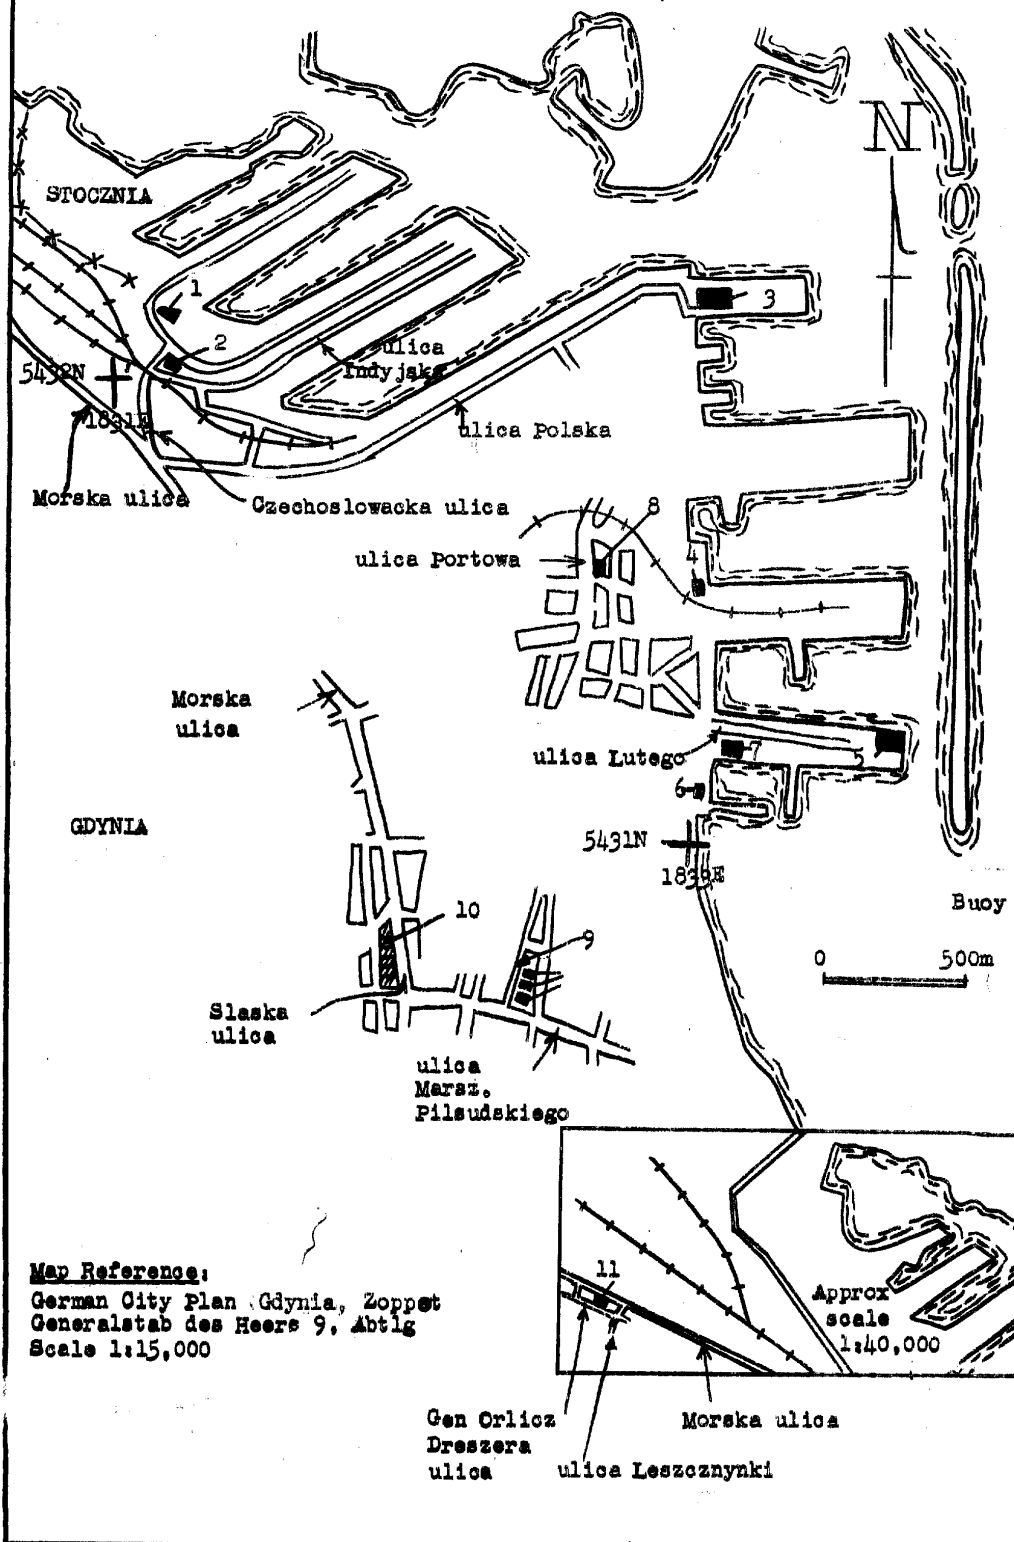 N
STOCZNIA
1
3
2
ulica
Indyjska
5432N
1831E
ulica Polska
Morska ulica
Czechoslowacka ulica
8
ulica Portowa
4
Morska
ulica
ulica Lutego
7
5
6
GDYNIA
5431N
1832E
Buoy
10
9
0
500m
Slaska
ulica
ulica
Marsz.
Pilsudskiego
Map Reference:
German City Plan Gdynia, Zoppot
Generalstab des Heers 9. Abtlg
Scale 1:15,000
11
Approx
scale
1:40,000
Gen Orlicz
Dreszera
ulica
Morska ulica
ulica Leszcznynki